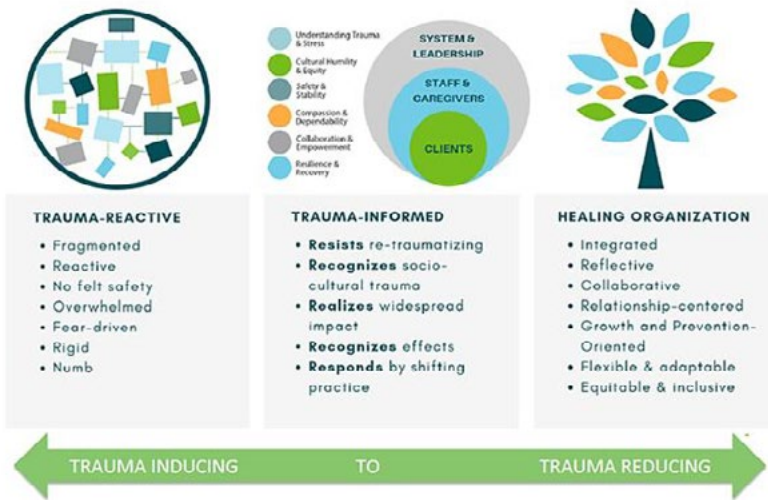 Understanding Trauma
& Stress
Cultural Humility
& Equity
Safety &
Stability
Compassion &
Dependability
Collaboration &
Empowerment
Resilience &
Recovery
SYSTEM &
LEADERSHIP
STAFF &
CAREGIVERS
CLIENTS
TRAUMA-REACTIVE
• Fragmented
• Reactive
• No felt safety
• Overwhelmed
• Fear-driven
• Rigid
• Numb
TRAUMA-INFORMED
• Resists re-traumatizing
• Recognizes socio-
cultural trauma
• Realizes widespread
impact
• Recognizes effects
• Responds by shifting
practice
HEALING ORGANIZATION
• Integrated
• Reflective
• Collaborative
• Relationship-centered
• Growth and Prevention-
Oriented
• Flexible & adaptable
• Equitable & inclusive
TRAUMA INDUCING TO TRAUMA REDUCING